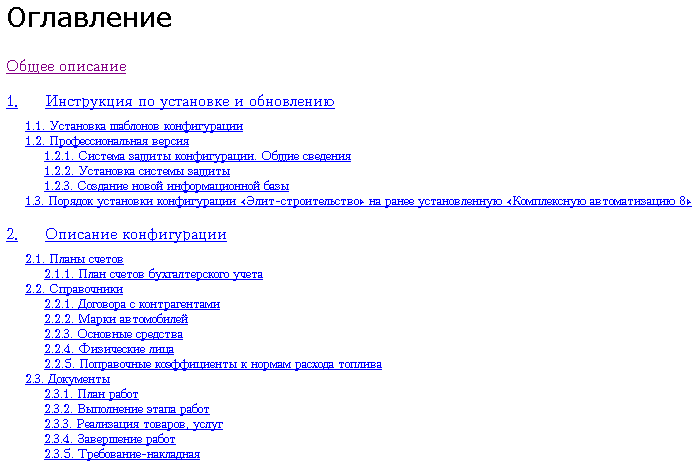 Оглавление
Общее описание
1. Инструкция по установке и обновлению
1.1. Установка шаблонов конфигурации
1.2. Профессиональная версия
1.2.1. Система защиты конфигурации. Общие сведения
1.2.2. Установка системы защиты
1.2.3. Создание новой информационной базы
1.3. Порядок установки конфигурации «Элит-строительство» на ранее установленную «Комплексную автоматизацию 8»
2. Описание конфигурации
2.1. Планы счетов
2.1.1. План счетов бухгалтерского учета
2.2. Справочники
2.2.1. Договора с контрагентами
2.2.2. Марки автомобилей
2.2.3. Основные средства
2.2.4. Физические лица
2.2.5. Поправочные коэффициенты к нормам расхода топлива
2.3. Документы
2.3.1. План работ
2.3.2. Выполнение этапа работ
2.3.3. Реализация товаров, услуг
2.3.4. Завершение работ
2.3.5. Требование-накладная